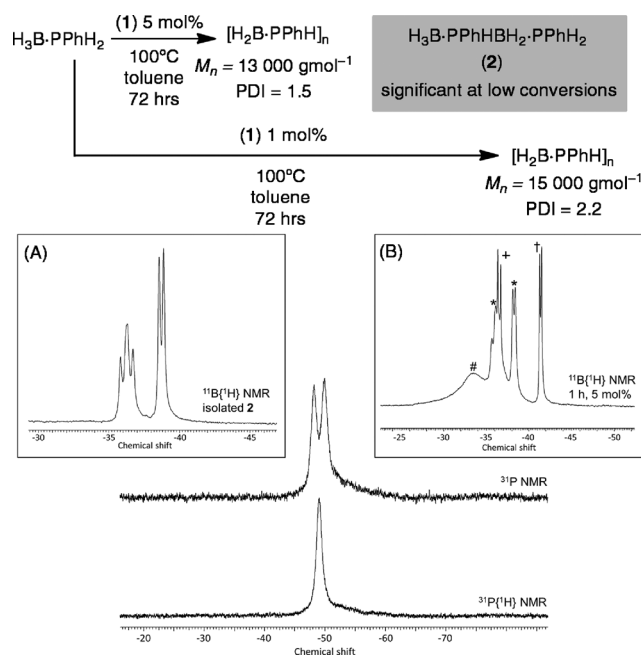 H₃B·PPhH₂
(1) 5 mol%
100ºC
toluene
72 hrs
[H₂B·PPhH]n
Mn = 13 000 gmol⁻¹
PDI = 1.5
H₃B·PPhHBH₂·PPhH₂
(2)
significant at low conversions
(1) 1 mol%
100ºC
toluene
72 hrs
[H₂B·PPhH]n
Mn = 15 000 gmol⁻¹
PDI = 2.2
(A)
¹¹B{¹H} NMR
isolated 2
-30 -35 -40 -45
Chemical shift
(B)
# * + * †
¹¹B{¹H} NMR
1 h, 5 mol%
-25 -30 -35 -40 -45 -50
Chemical shift
³¹P NMR
³¹P{¹H} NMR
-20 -30 -40 -50 -60 -70
Chemical shift